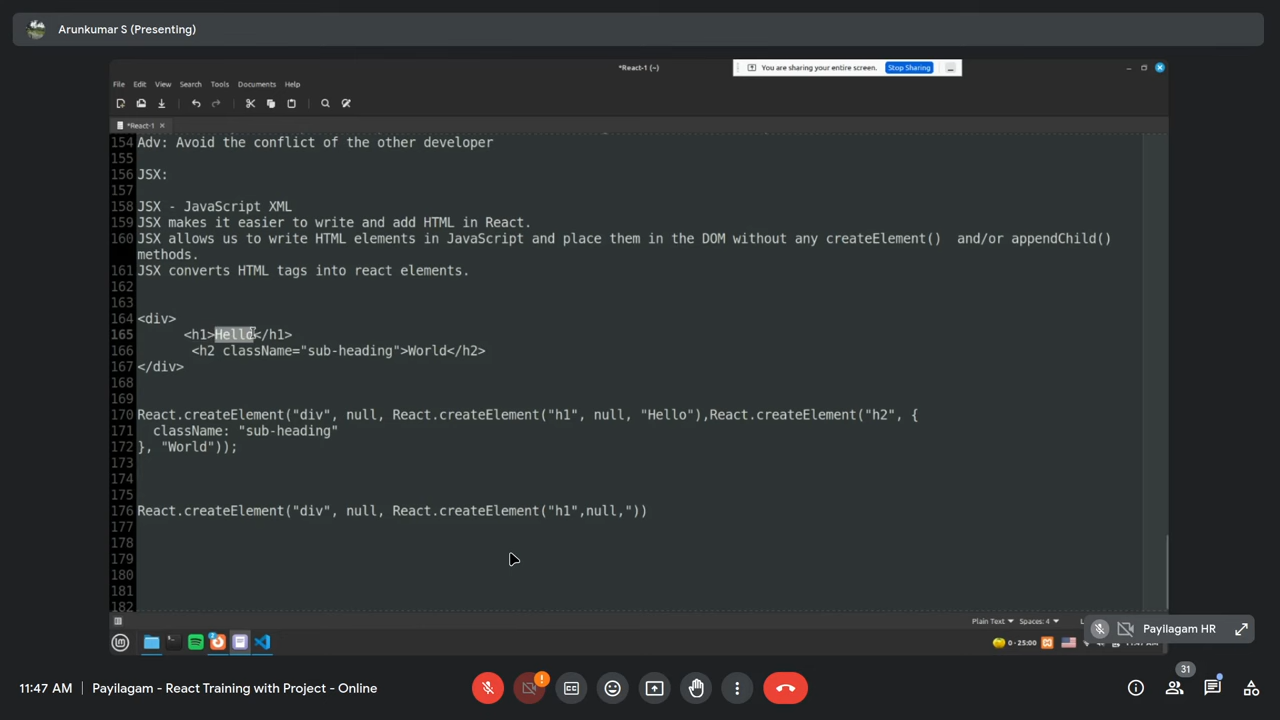 Arunkumar S (Presenting)
*React-1 (~)
You are sharing your entire screen. Stop Sharing
File Edit View Search Tools Documents Help
*React-1
154 Adv: Avoid the conflict of the other developer
155
156 JSX:
157
158 JSX - JavaScript XML
159 JSX makes it easier to write and add HTML in React.
160 JSX allows us to write HTML elements in JavaScript and place them in the DOM without any createElement()  and/or appendChild()
methods.
161 JSX converts HTML tags into react elements.
162
163
164 <div>
165 <h1>Hello</h1>
166 <h2 className="sub-heading">World</h2>
167 </div>
168
169
170 React.createElement("div", null, React.createElement("h1", null, "Hello"),React.createElement("h2", {
171 className: "sub-heading"
172 }, "World"));
173
174
175
176 React.createElement("div", null, React.createElement("h1",null,"))
177
178
179
180
181
182
Plain Text Spaces: 4
0 - 25:00
Payilagam HR
11:47 AM Payilagam - React Training with Project - Online
31